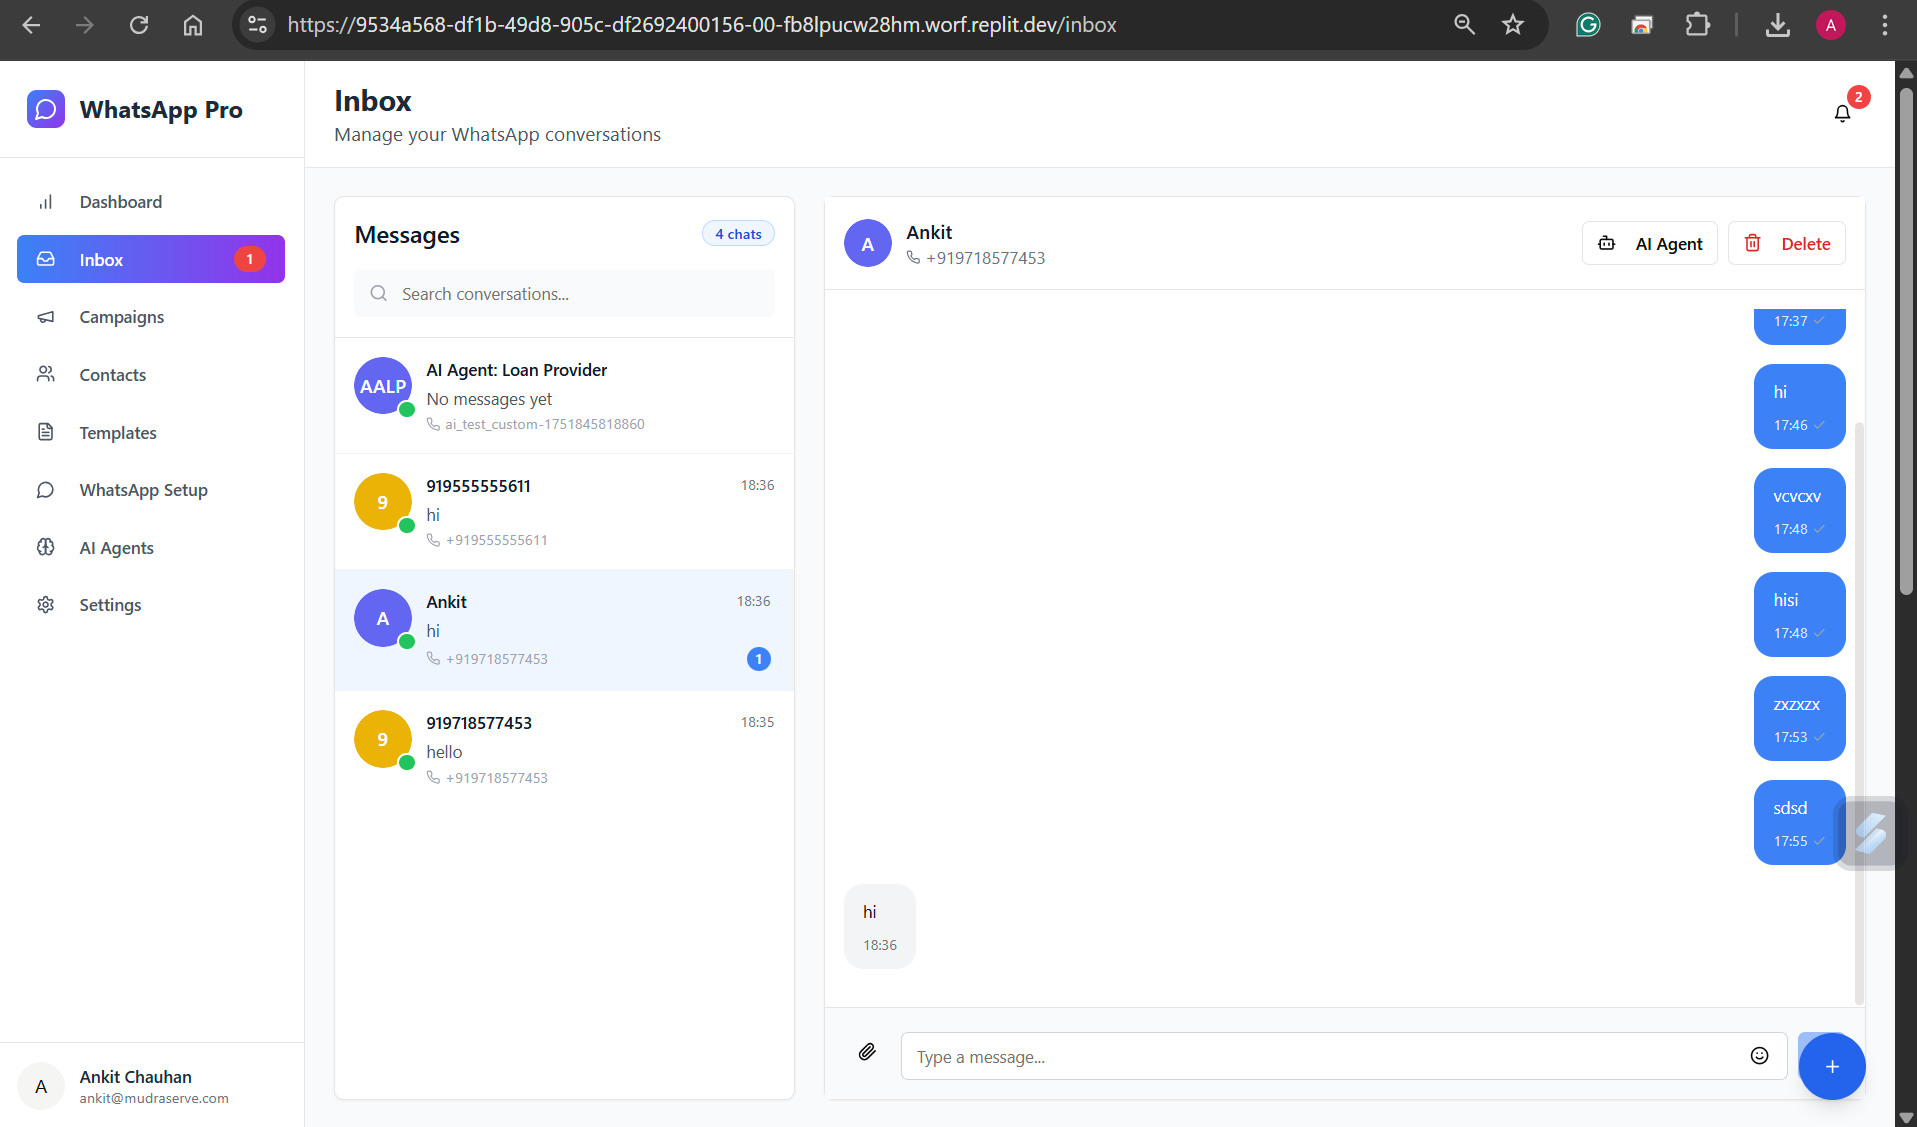 https://9534a568-df1b-49d8-905c-df2692400156-00-fb8lpucw28hm.worf.replit.dev/inbox
A
WhatsApp Pro
Dashboard
Inbox
1
Campaigns
Contacts
Templates
WhatsApp Setup
AI Agents
Settings
A
Ankit Chauhan
ankit@mudraserve.com
Inbox
Manage your WhatsApp conversations
2
Messages
4 chats
Search conversations...
AALP
AI Agent: Loan Provider
No messages yet
ai_test_custom-1751845818860
9
919555555611
18:36
hi
+919555555611
A
Ankit
18:36
hi
+919718577453
1
9
919718577453
18:35
hello
+919718577453
A
Ankit
+919718577453
AI Agent
Delete
17:37
hi
17:46
vcvcxv
17:48
hisi
17:48
zxzxzx
17:53
sdsd
17:55
hi
18:36
Type a message...